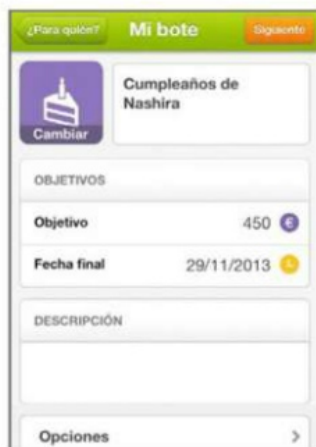 ¿Para quién? Mi bote Siguiente
Cambiar
Cumpleaños de
Nashira
OBJETIVOS
Objetivo 450 €
Fecha final 29/11/2013
DESCRIPCIÓN
Opciones >